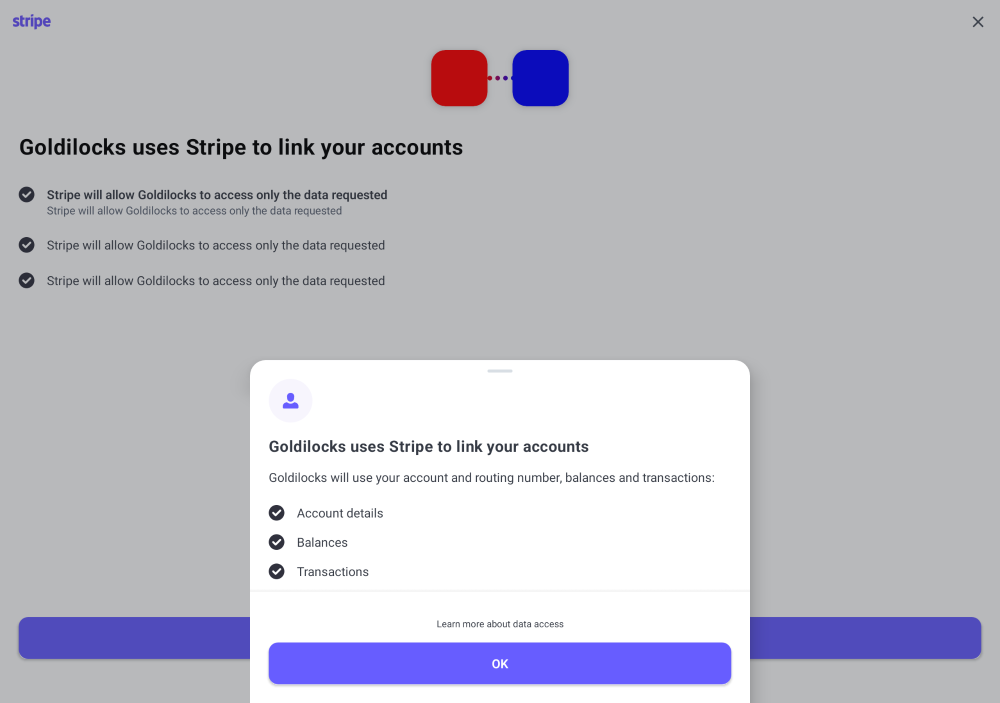 stripe
Goldilocks uses Stripe to link your accounts
Stripe will allow Goldilocks to access only the data requested
Stripe will allow Goldilocks to access only the data requested
Stripe will allow Goldilocks to access only the data requested
Stripe will allow Goldilocks to access only the data requested
Goldilocks uses Stripe to link your accounts
Goldilocks will use your account and routing number, balances and transactions:
Account details
Balances
Transactions
Learn more about data access
OK